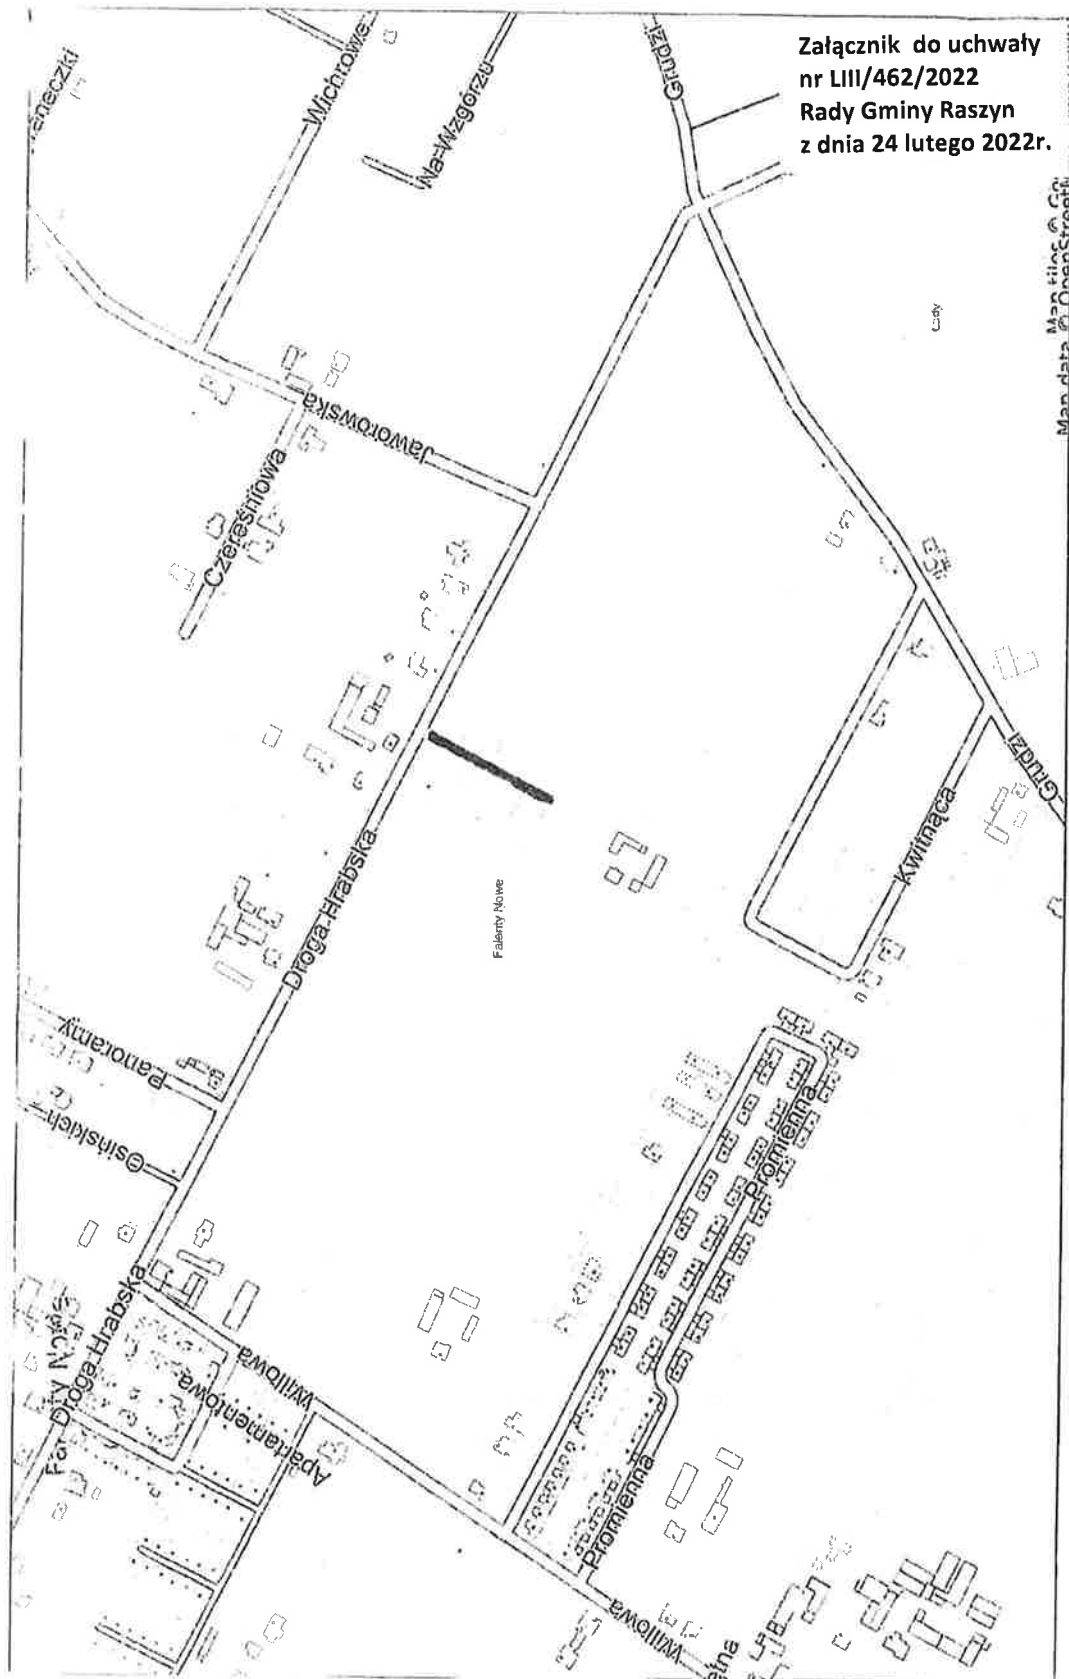 Załącznik do uchwały
nr LIII/462/2022
Rady Gminy Raszyn
z dnia 24 lutego 2022r.
Wichrowe
Na Wzgórzu
Grudzi
Lady
Jaworowska
Czereśniowa
Droga Hrabska
Falenty Nowe
Kwitnąca
Grudzi
Panoramy
Osińskich
Promienna
Droga Hrabska
Willowa
Apartamentowa
Promienna
Willowa